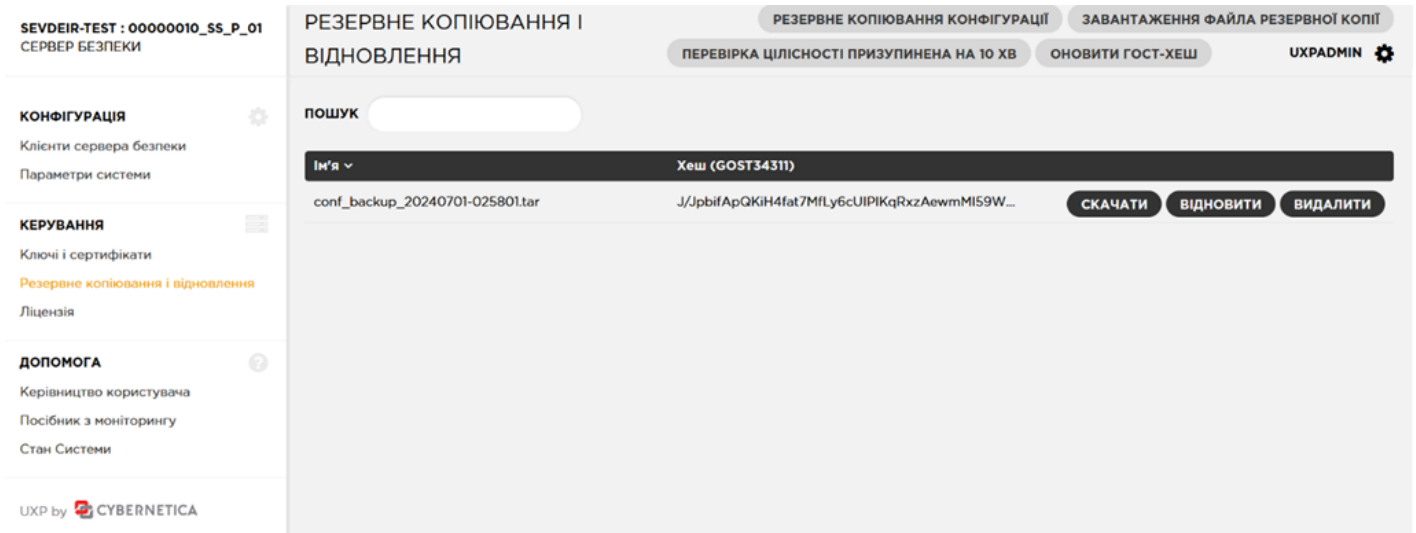 SEVDEIR-TEST : 00000010_SS_P_01
СЕРВЕР БЕЗПЕКИ
РЕЗЕРВНЕ КОПІЮВАННЯ І
ВІДНОВЛЕННЯ
РЕЗЕРВНЕ КОПІЮВАННЯ КОНФІГУРАЦІЇ
ЗАВАНТАЖЕННЯ ФАЙЛА РЕЗЕРВНОЇ КОПІЇ
ПЕРЕВІРКА ЦІЛІСНОСТІ ПРИЗУПИНЕНА НА 10 ХВ
ОНОВИТИ ГОСТ-ХЕШ
UXPADMIN
КОНФІГУРАЦІЯ
Клієнти сервера безпеки
Параметри системи
КЕРУВАННЯ
Ключі і сертифікати
Резервне копіювання і відновлення
Ліцензія
ДОПОМОГА
Керівництво користувача
Посібник з моніторингу
Стан Системи
UXP by CYBERNETICA
ПОШУК
Ім'я
Хеш (GOST34311)
conf_backup_20240701-025801.tar
J/JpbifApQKiH4fat7MfLy6cUIPIKqRxzAewmMI59W...
СКАЧАТИ
ВІДНОВИТИ
ВИДАЛИТИ